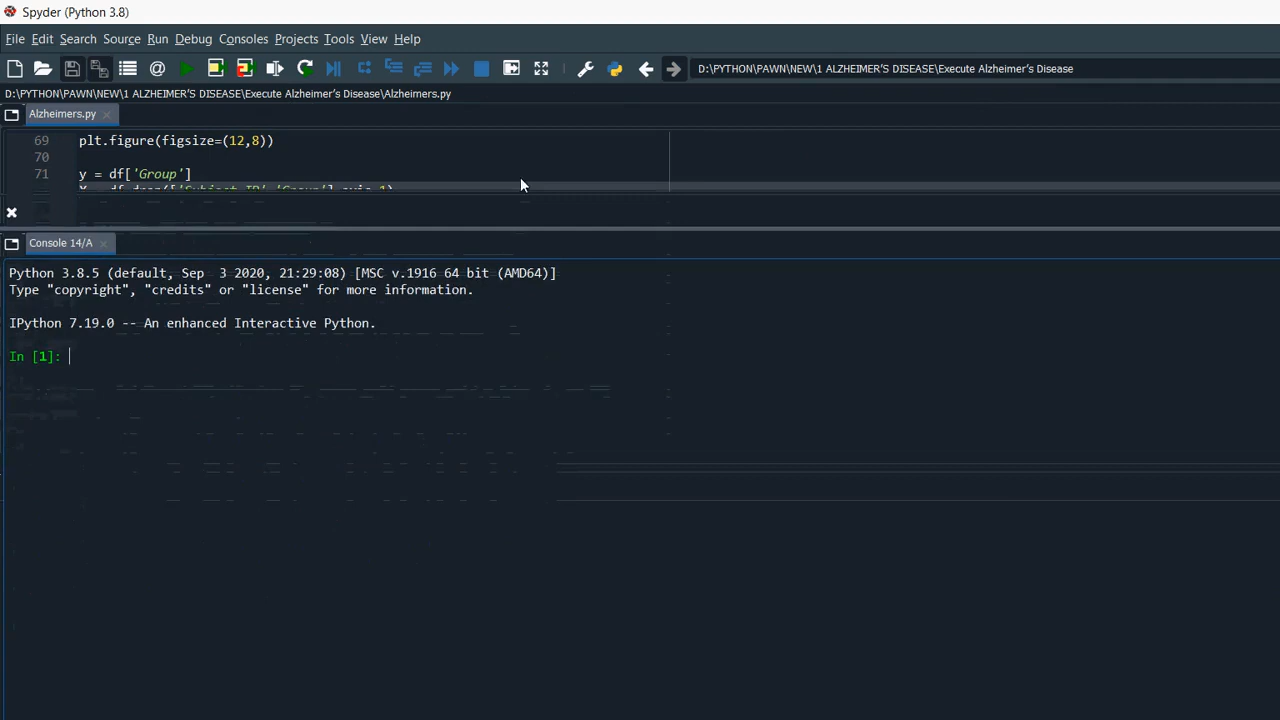 Spyder (Python 3.8)
File Edit Search Source Run Debug Consoles Projects Tools View Help
D:\PYTHON\PAWN\NEW\1 ALZHEIMER'S DISEASE\Execute Alzheimer's Disease
D:\PYTHON\PAWN\NEW\1 ALZHEIMER'S DISEASE\Execute Alzheimer's Disease\Alzheimers.py
Alzheimers.py
69 plt.figure(figsize=(12,8))
70
71 y = df['Group']
Console 14/A
Python 3.8.5 (default, Sep  3 2020, 21:29:08) [MSC v.1916 64 bit (AMD64)]
Type "copyright", "credits" or "license" for more information.
IPython 7.19.0 -- An enhanced Interactive Python.
In [1]: